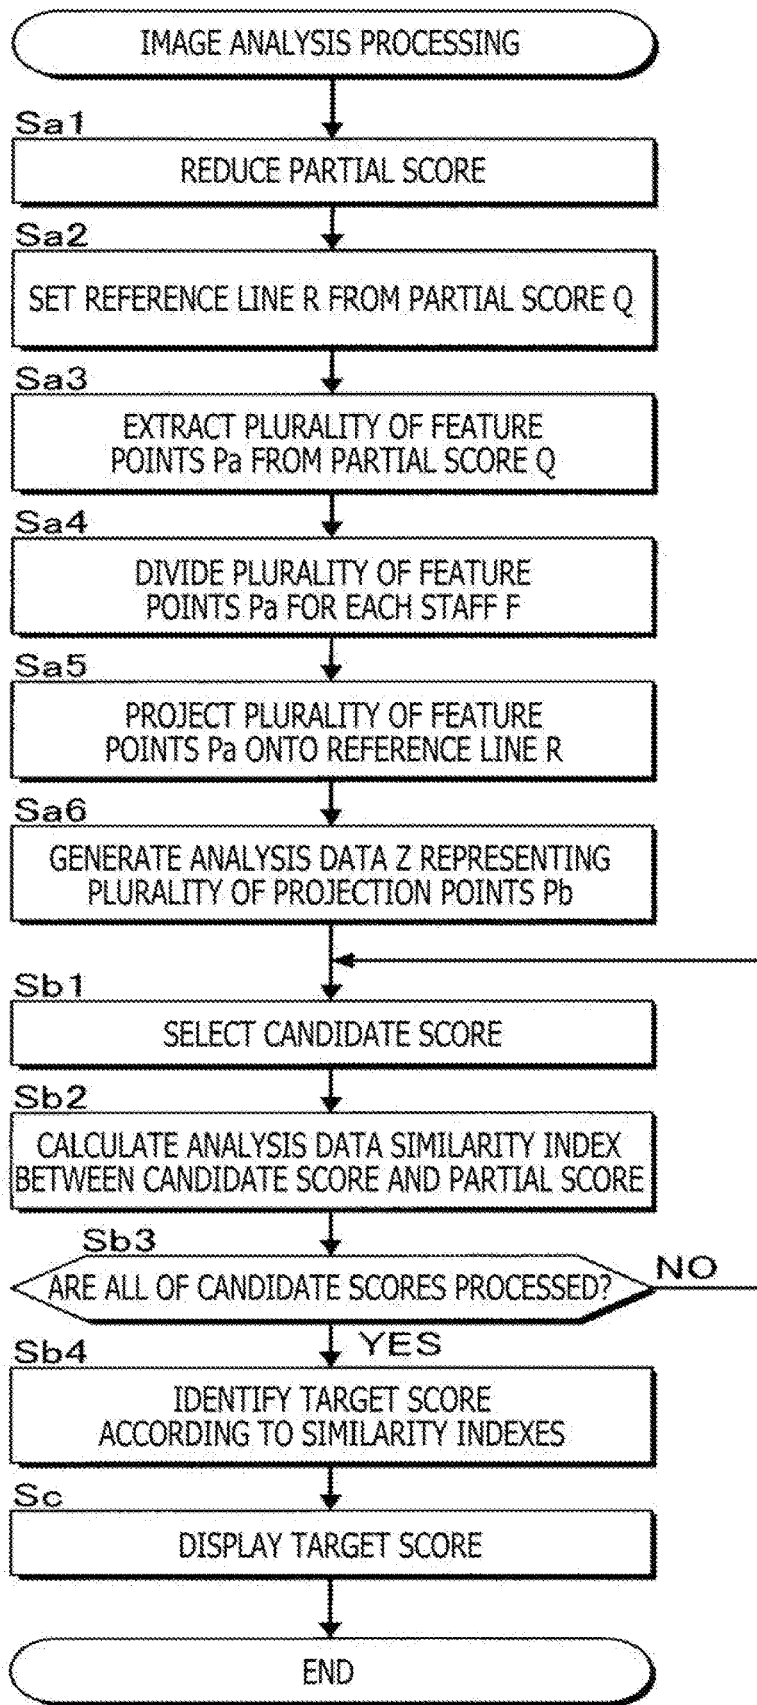 IMAGE ANALYSIS PROCESSING
Sa1
REDUCE PARTIAL SCORE
Sa2
SET REFERENCE LINE R FROM PARTIAL SCORE Q
Sa3
EXTRACT PLURALITY OF FEATURE
POINTS Pa FROM PARTIAL SCORE Q
Sa4
DIVIDE PLURALITY OF FEATURE
POINTS Pa FOR EACH STAFF F
Sa5
PROJECT PLURALITY OF FEATURE
POINTS Pa ONTO REFERENCE LINE R
Sa6
GENERATE ANALYSIS DATA Z REPRESENTING
PLURALITY OF PROJECTION POINTS Pb
Sb1
SELECT CANDIDATE SCORE
Sb2
CALCULATE ANALYSIS DATA SIMILARITY INDEX
BETWEEN CANDIDATE SCORE AND PARTIAL SCORE
Sb3
ARE ALL OF CANDIDATE SCORES PROCESSED?
NO
YES
Sb4
IDENTIFY TARGET SCORE
ACCORDING TO SIMILARITY INDEXES
Sc
DISPLAY TARGET SCORE
END